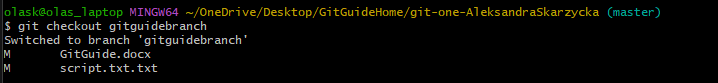 olask@olas_laptop MINGW64 ~/OneDrive/Desktop/GitGuideHome/git-one-AleksandraSkarzycka (master)
$ git checkout gitguidebranch
Switched to branch 'gitguidebranch'
M       GitGuide.docx
M       script.txt.txt